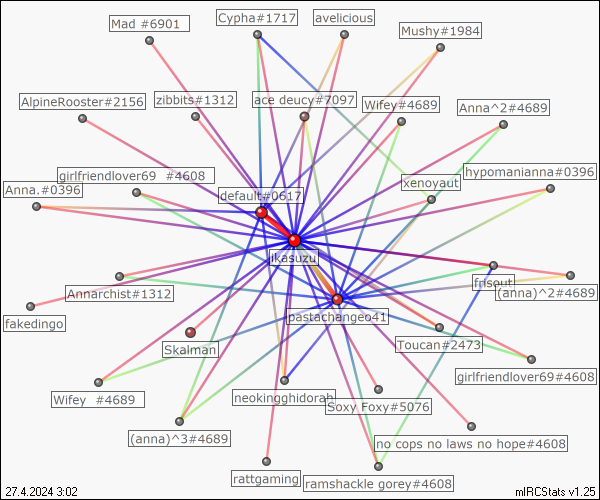 Mad #6901
Cypha#1717
avelicious
Mushy#1984
AlpineRooster#2156
zibbits#1312
ace deucy#7097
Wifey#4689
Anna^2#4689
girlfriendlover69 #4608
hypomanianna#0396
Anna.#0396
default#0617
xenoyaut
ikasuzu
frisout
(anna)^2#4689
Annarchist#1312
fakedingo
pastachangeo41
Skalman
Toucan#2473
girlfriendlover69#4608
Wifey #4689
neokingghidorah
Soxy Foxy#5076
(anna)^3#4689
no cops no laws no hope#4608
rattgaming
ramshackle gorey#4608
27.4.2024 3:02
mIRCStats v1.25